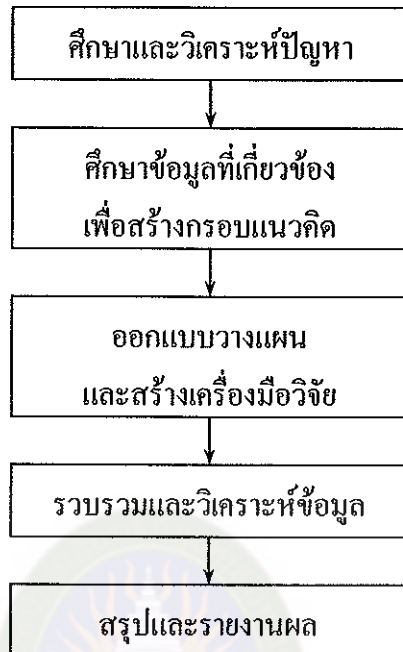 ศึกษาและวิเคราะห์ปัญหา
ศึกษาข้อมูลที่เกี่ยวข้อง
เพื่อสร้างกรอบแนวคิด
ออกแบบวางแผน
และสร้างเครื่องมือวิจัย
รวบรวมและวิเคราะห์ข้อมูล
สรุปและรายงานผล